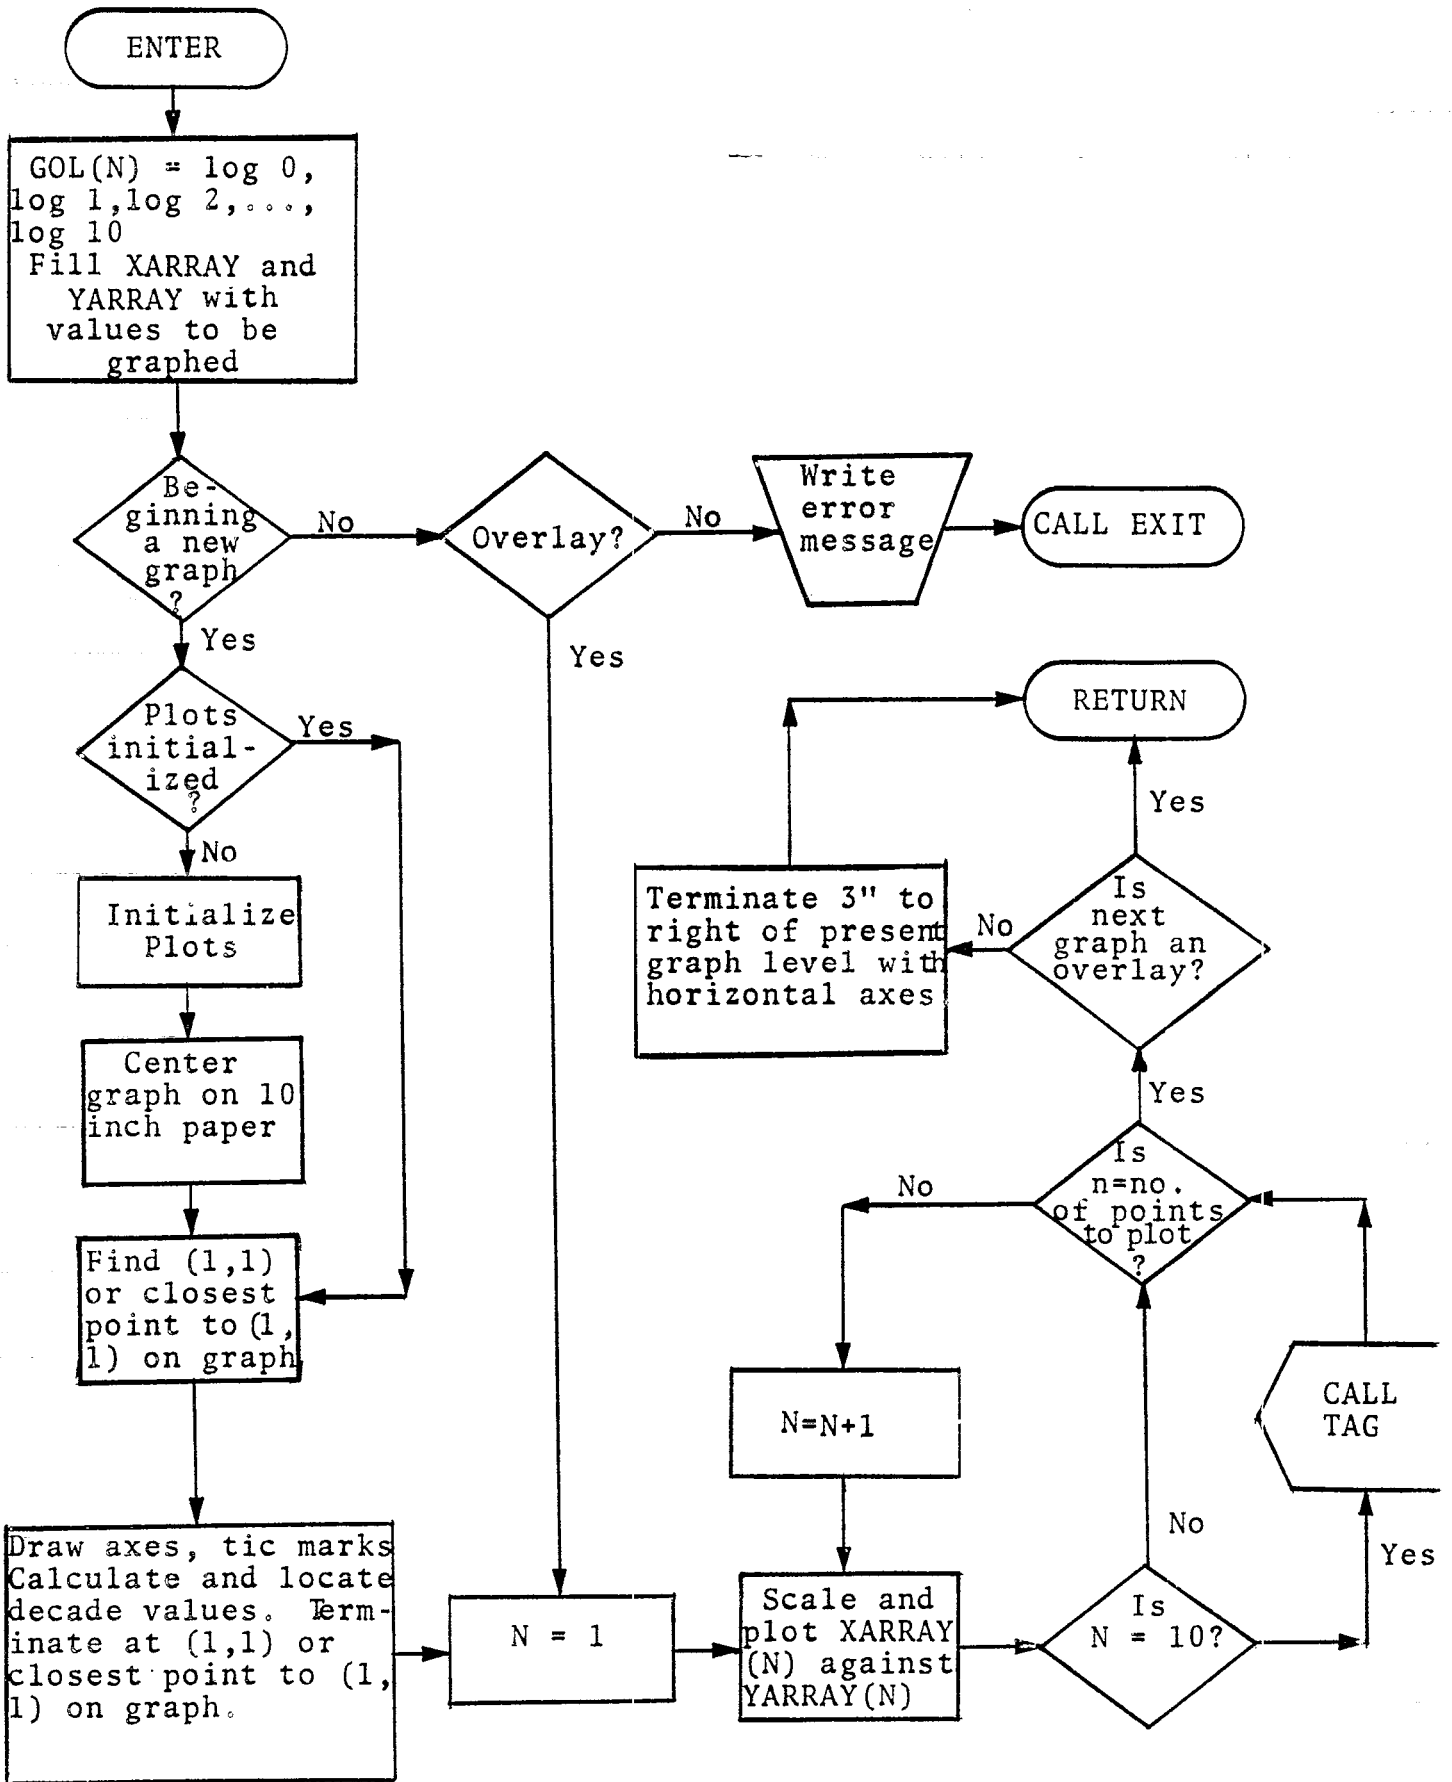 ENTER
GOL(N) = log 0,
log 1,log 2,...,
log 10
Fill XARRAY and
YARRAY with
values to be
graphed
Be-
ginning
a new
graph
?
No
Overlay?
No
Write
error
message
CALL EXIT
Yes
Yes
Plots
initial-
ized
?
Yes
No
Initialize
Plots
Center
graph on 10
inch paper
Find (1,1)
or closest
point to (1,
1) on graph
Draw axes, tic marks
Calculate and locate
decade values. Term-
inate at (1,1) or
closest point to (1,
1) on graph.
N = 1
Scale and
plot XARRAY
(N) against
YARRAY(N)
Is
N = 10?
Yes
CALL
TAG
No
Is
n=no.
of points
to plot
?
No
N=N+1
Yes
Is
next
graph an
overlay?
No
Terminate 3" to
right of present
graph level with
horizontal axes
Yes
RETURN